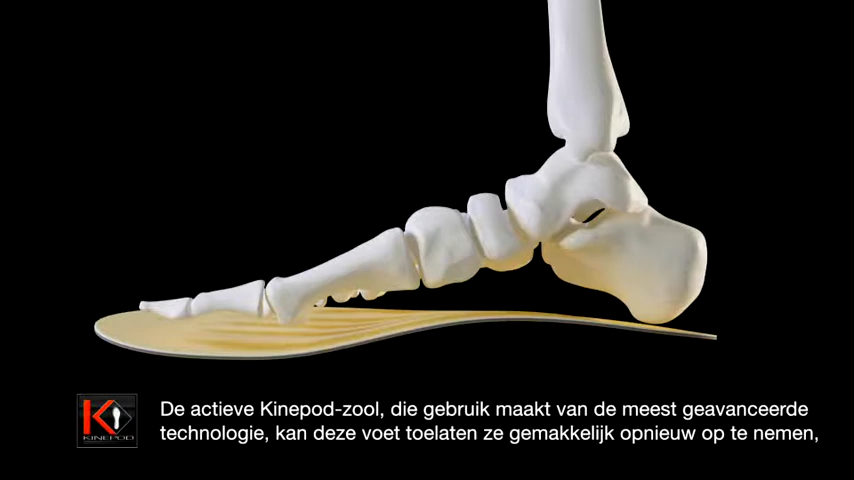 KINEPOD
De actieve Kinepod-zool, die gebruik maakt van de meest geavanceerde
technologie, kan deze voet toelaten ze gemakkelijk opnieuw op te nemen,